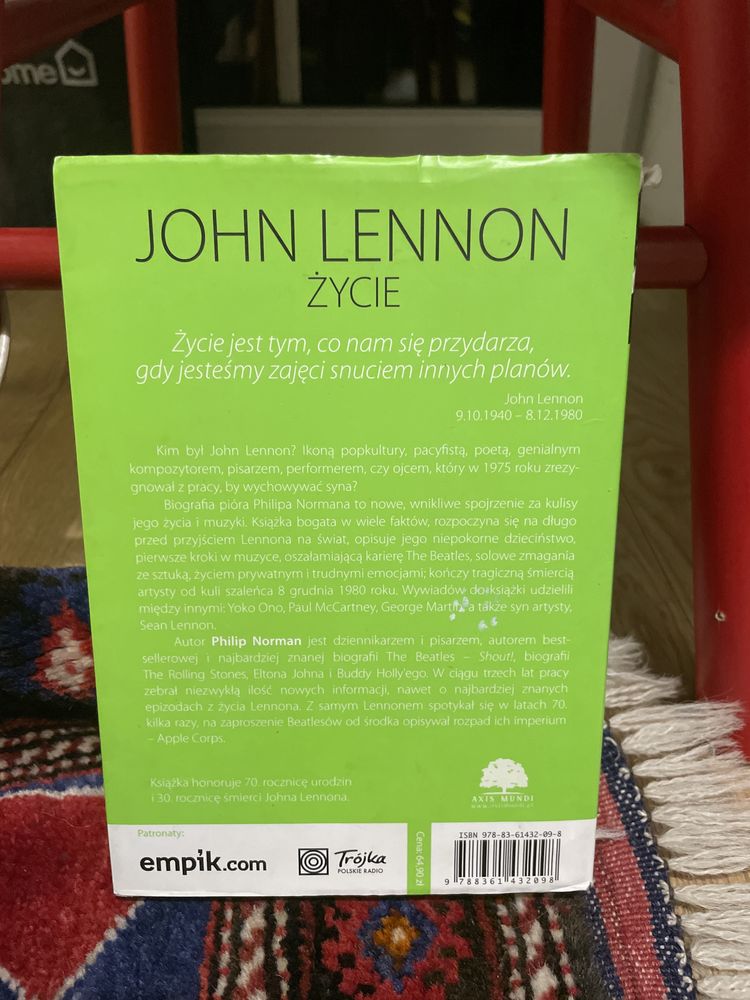 ome
JOHN LENNON
ŻYCIE
Życie jest tym, co nam się przydarza,
gdy jesteśmy zajęci snuciem innych planów.
John Lennon
9.10.1940 – 8.12.1980
Kim był John Lennon? Ikoną popkultury, pacyfistą, poetą, genialnym
kompozytorem, pisarzem, performerem, czy ojcem, który w 1975 roku zrezy-
gnował z pracy, by wychowywać syna?
Biografia pióra Philipa Normana to nowe, wnikliwe spojrzenie za kulisy
jego życia i muzyki. Książka bogata w wiele faktów, rozpoczyna się na długo
przed przyjściem Lennona na świat, opisuje jego niepokorne dzieciństwo,
pierwsze kroki w muzyce, oszałamiającą karierę The Beatles, solowe zmagania
ze sztuką, życiem prywatnym i trudnymi emocjami; kończy tragiczną śmiercią
artysty od kuli szaleńca 8 grudnia 1980 roku. Wywiadów do książki udzielili
między innymi: Yoko Ono, Paul McCartney, George Martin, a także syn artysty,
Sean Lennon.
Autor Philip Norman jest dziennikarzem i pisarzem, autorem best-
sellerowej i najbardziej znanej biografii The Beatles – Shout!, biografii
The Rolling Stones, Eltona Johna i Buddy Holly'ego. W ciągu trzech lat pracy
zebrał niezwykłą ilość nowych informacji, nawet o najbardziej znanych
epizodach z życia Lennona. Z samym Lennonem spotykał się w latach 70.
kilka razy, na zaproszenie Beatlesów od środka opisywał rozpad ich imperium
– Apple Corps.
Książka honoruje 70. rocznicę urodzin
i 30. rocznicę śmierci Johna Lennona.
AXIS MUNDI
www.axismundi.pl
Patronaty:
empik.com
Trójka
POLSKIE RADIO
Cena: 64,90 zł
ISBN 978-83-61432-09-8
9 788361 432098